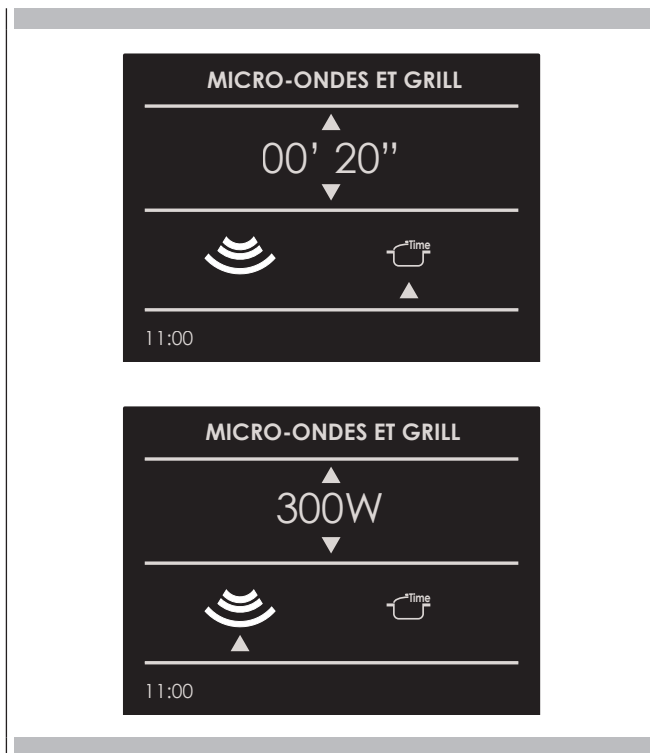 MICRO-ONDES ET GRILL
00’ 20’’
Time
11:00
MICRO-ONDES ET GRILL
300W
Time
11:00